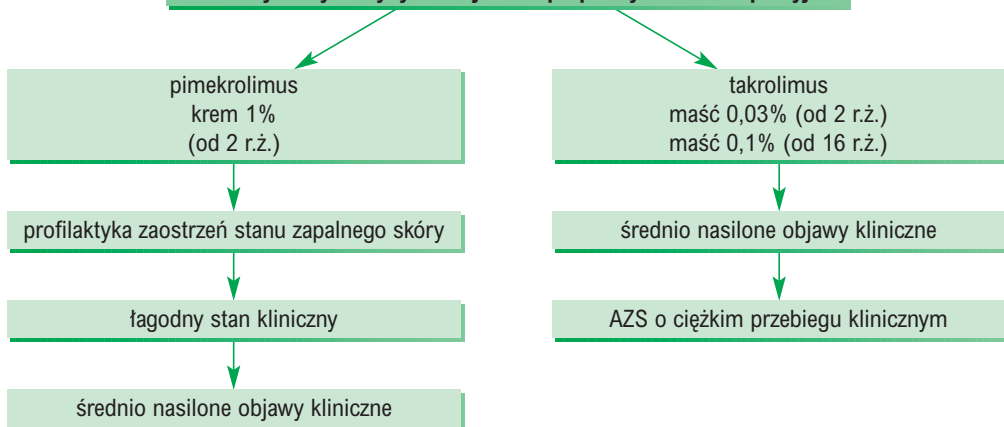 pimekrolimus
krem 1%
(od 2 r.ż.)
takrolimus
maść 0,03% (od 2 r.ż.)
maść 0,1% (od 16 r.ż.)
profilaktyka zaostrzeń stanu zapalnego skóry
średnio nasilone objawy kliniczne
łagodny stan kliniczny
AZS o ciężkim przebiegu klinicznym
średnio nasilone objawy kliniczne